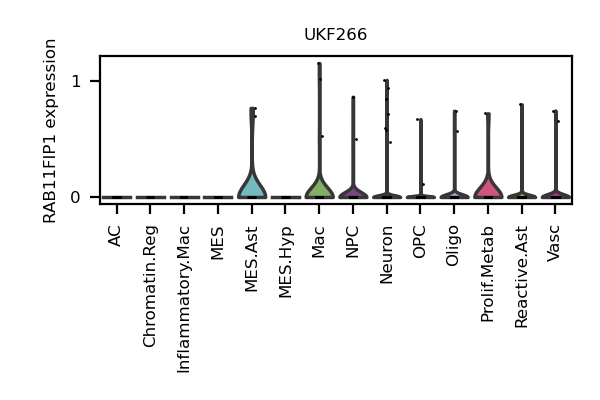 UKF266
RAB11FIP1 expression
1
0
AC
Chromatin.Reg
Inflammatory.Mac
MES
MES.Ast
MES.Hyp
Mac
NPC
Neuron
OPC
Oligo
Prolif.Metab
Reactive.Ast
Vasc